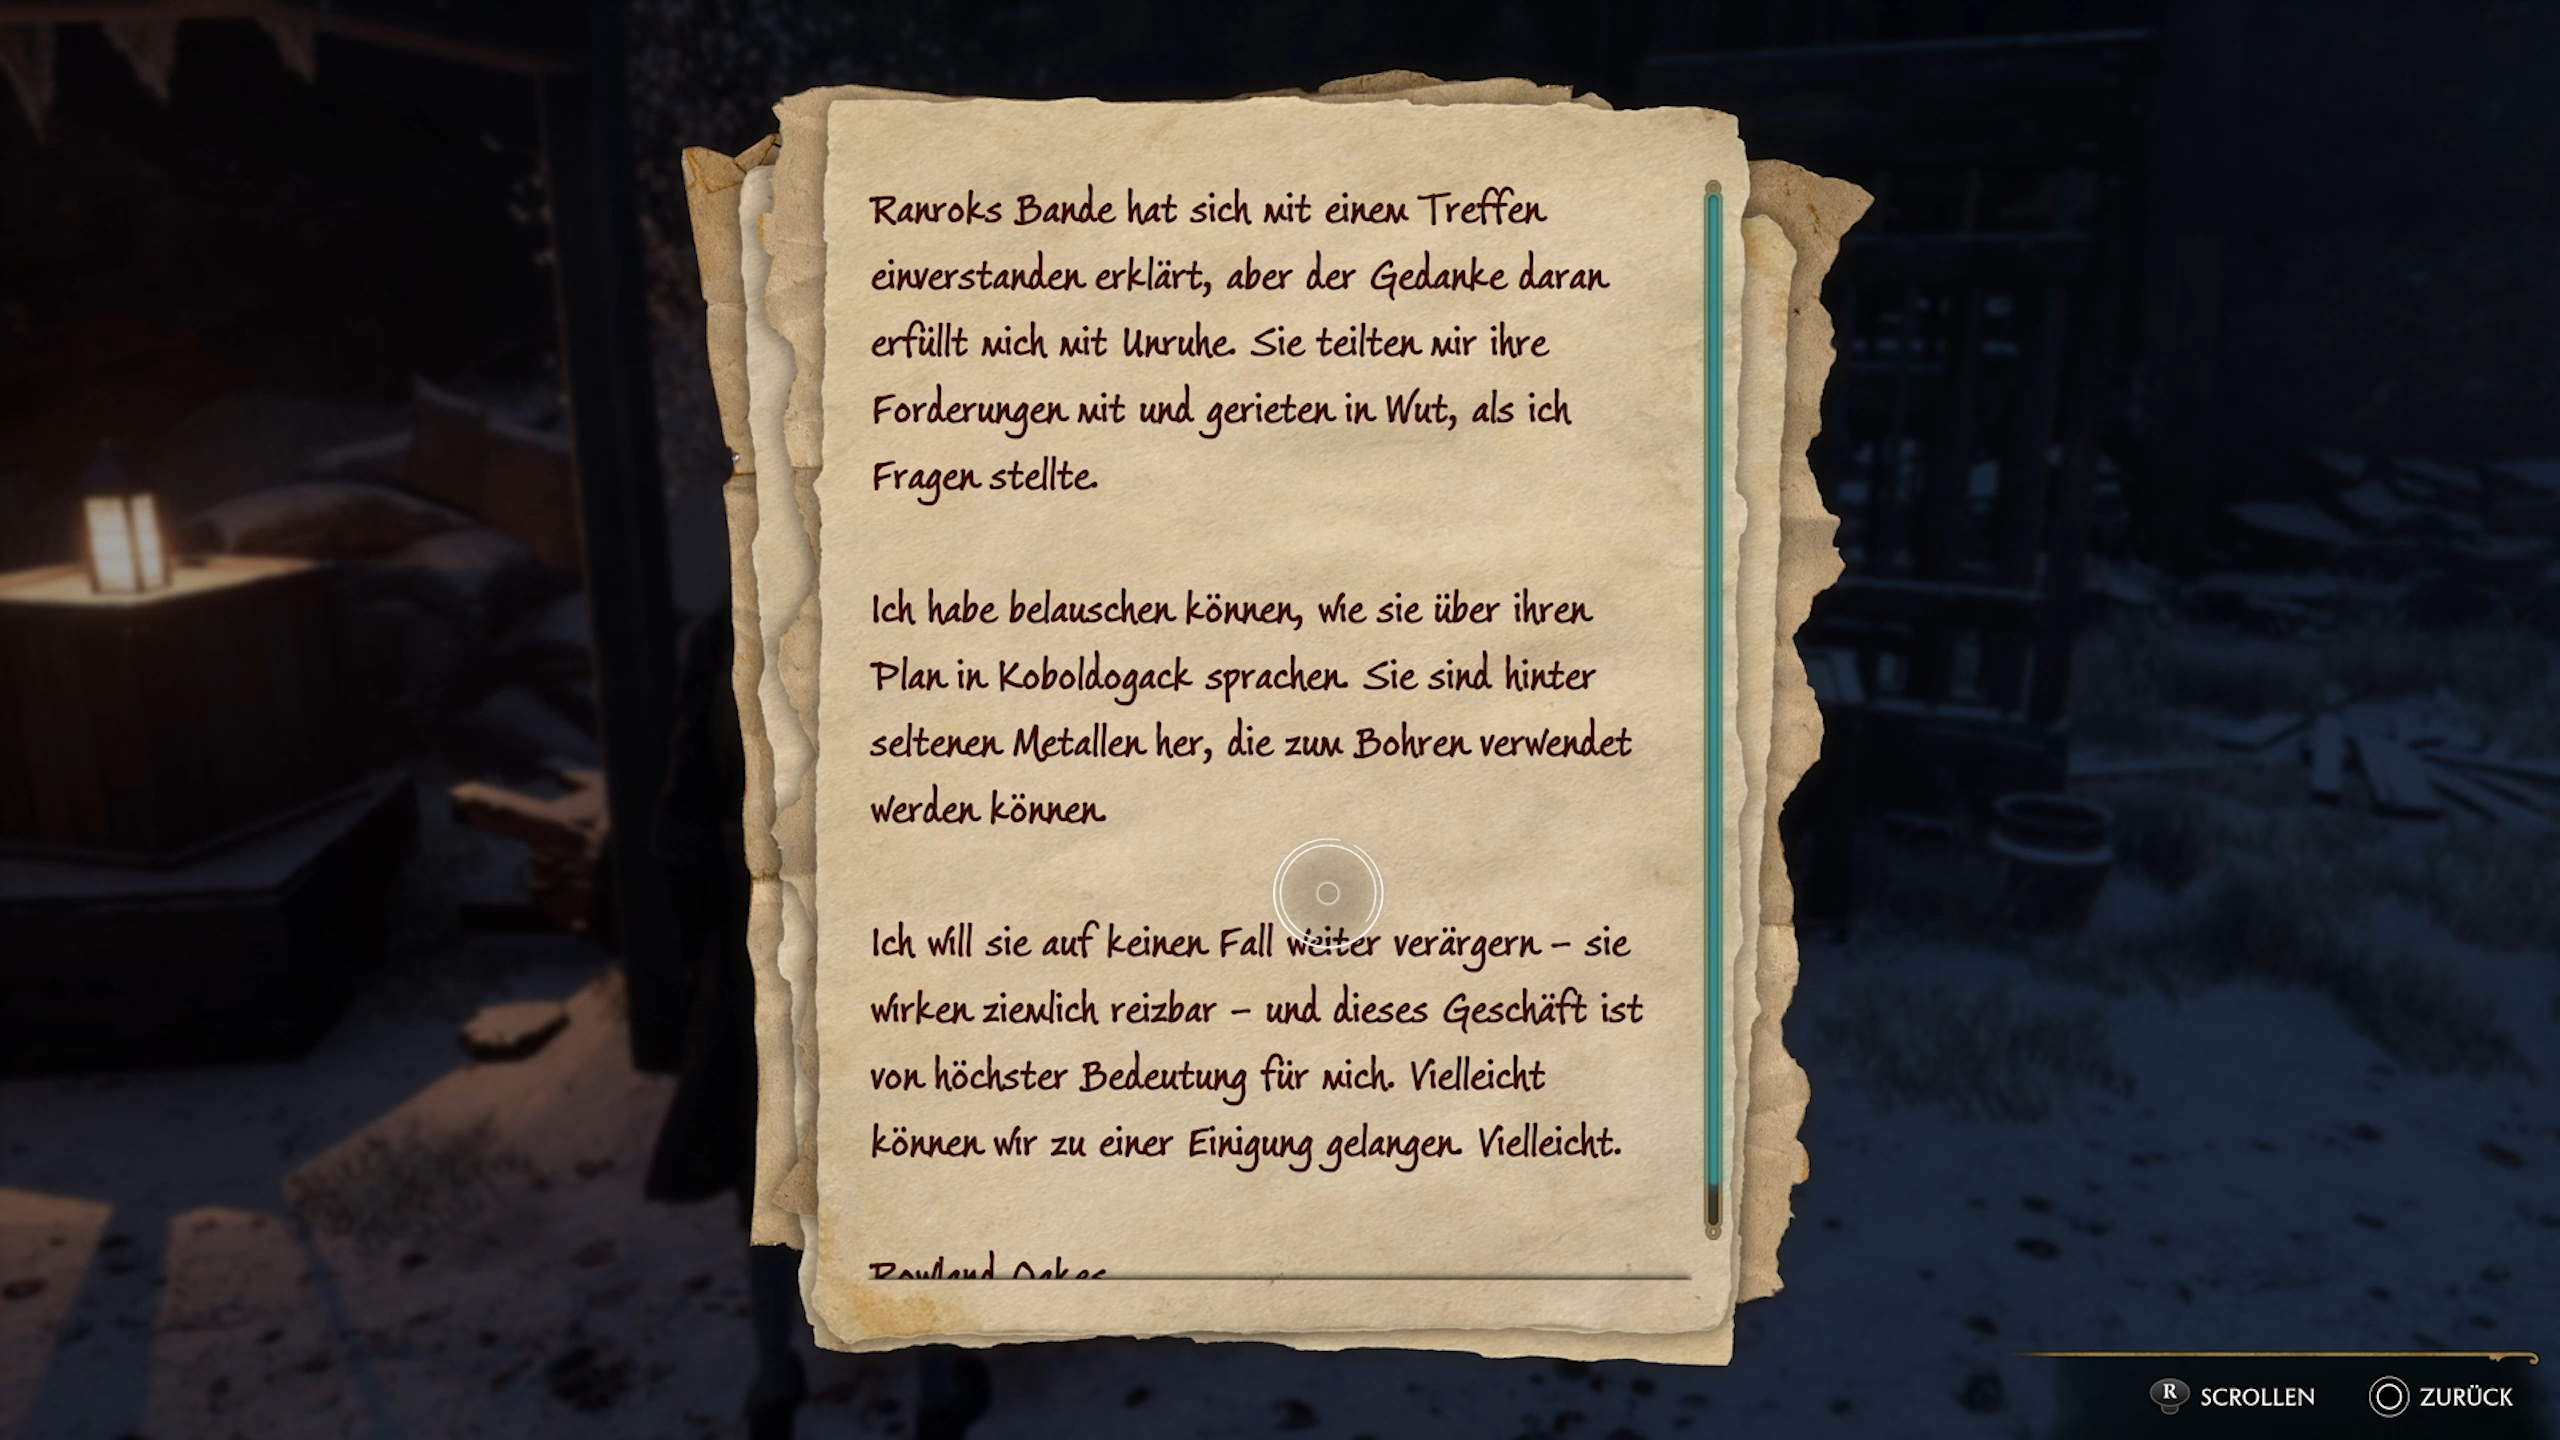 Ranroks Bande hat sich mit einem Treffen
einverstanden erklärt, aber der Gedanke daran
erfüllt mich mit Unruhe. Sie teilten mir ihre
Forderungen mit und gerieten in Wut, als ich
Fragen stellte.
Ich habe belauschen können, wie sie über ihren
Plan in Koboldogack sprachen. Sie sind hinter
seltenen Metallen her, die zum Bohren verwendet
werden können.
Ich will sie auf keinen Fall weiter verärgern – sie
wirken ziemlich reizbar – und dieses Geschäft ist
von höchster Bedeutung für mich. Vielleicht
können wir zu einer Einigung gelangen. Vielleicht.
Rowland Oakes
R SCROLLEN ZURÜCK